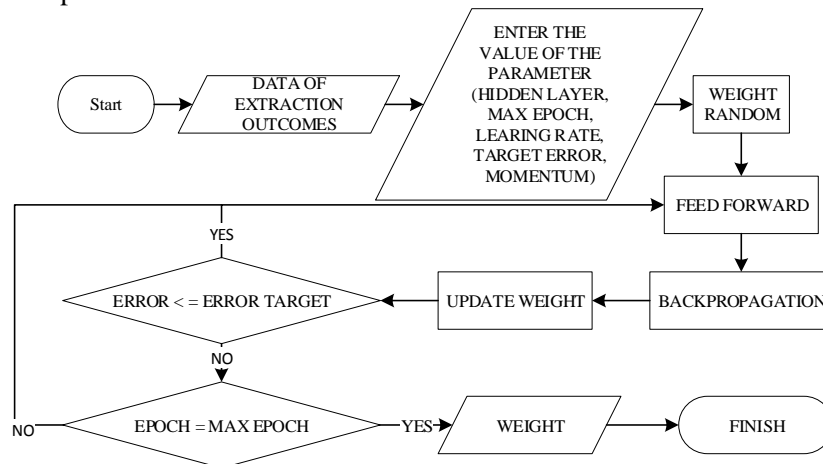 Start
DATA OF
EXTRACTION
OUTCOMES
ENTER THE
VALUE OF THE
PARAMETER
(HIDDEN LAYER,
MAX EPOCH,
LEARING RATE,
TARGET ERROR,
MOMENTUM)
WEIGHT
RANDOM
FEED FORWARD
YES
ERROR < = ERROR TARGET
UPDATE WEIGHT
BACKPROPAGATION
NO
NO
EPOCH = MAX EPOCH
YES
WEIGHT
FINISH